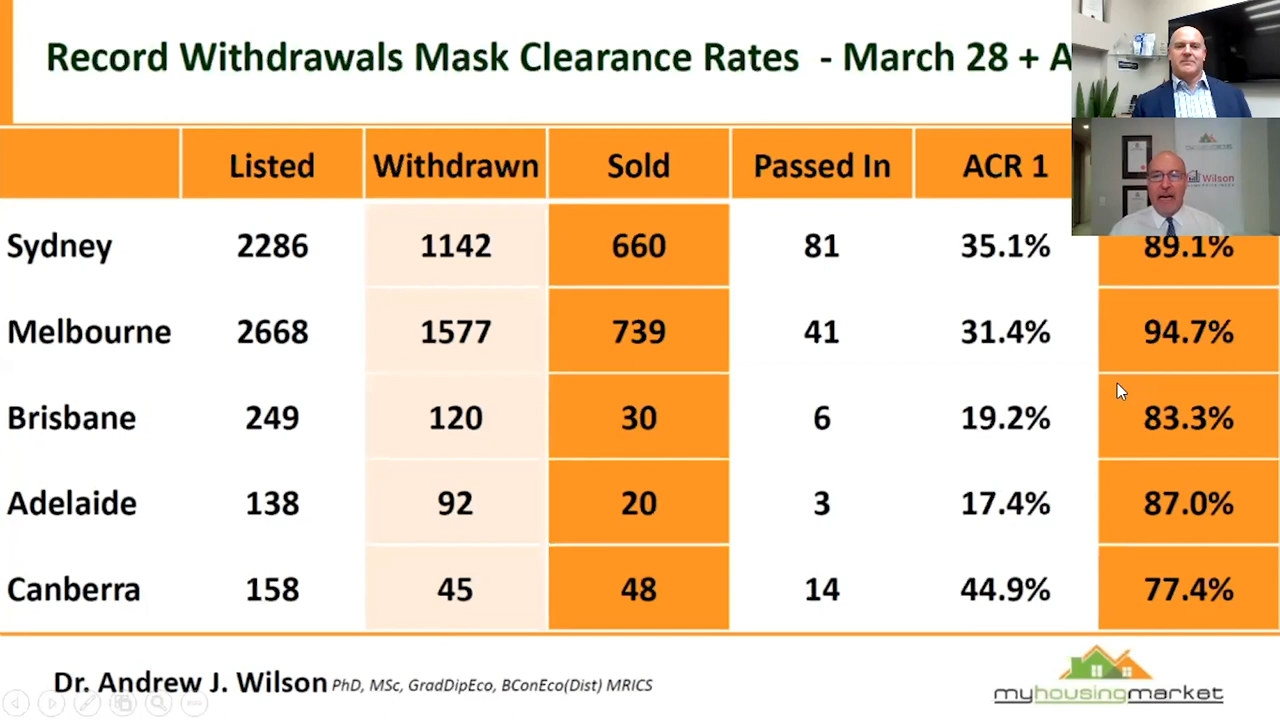 Record Withdrawals Mask Clearance Rates - March 28 + A
Listed Withdrawn Sold Passed In ACR 1
Sydney 2286 1142 660 81 35.1% 89.1%
Melbourne 2668 1577 739 41 31.4% 94.7%
Brisbane 249 120 30 6 19.2% 83.3%
Adelaide 138 92 20 3 17.4% 87.0%
Canberra 158 45 48 14 44.9% 77.4%
Dr. Andrew J. Wilson PhD, MSc, GradDipEco, BConEco(Dist) MRICS
myhousingmarket
Wilson